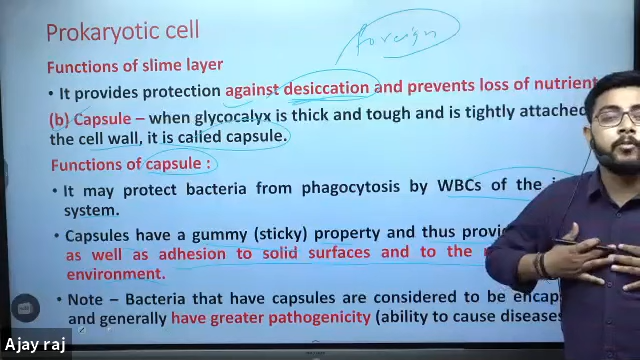 Prokaryotic cell
foreign
Functions of slime layer
• It provides protection against desiccation and prevents loss of nutrient
(b) Capsule – when glycocalyx is thick and tough and is tightly attached
the cell wall, it is called capsule.
Functions of capsule :
• It may protect bacteria from phagocytosis by WBCs of the
system.
• Capsules have a gummy (sticky) property and thus
as well as adhesion to solid surfaces and to the
environment.
• Note – Bacteria that have capsules are considered to be
and generally have greater pathogenicity (ability to cause diseases
Ajay raj